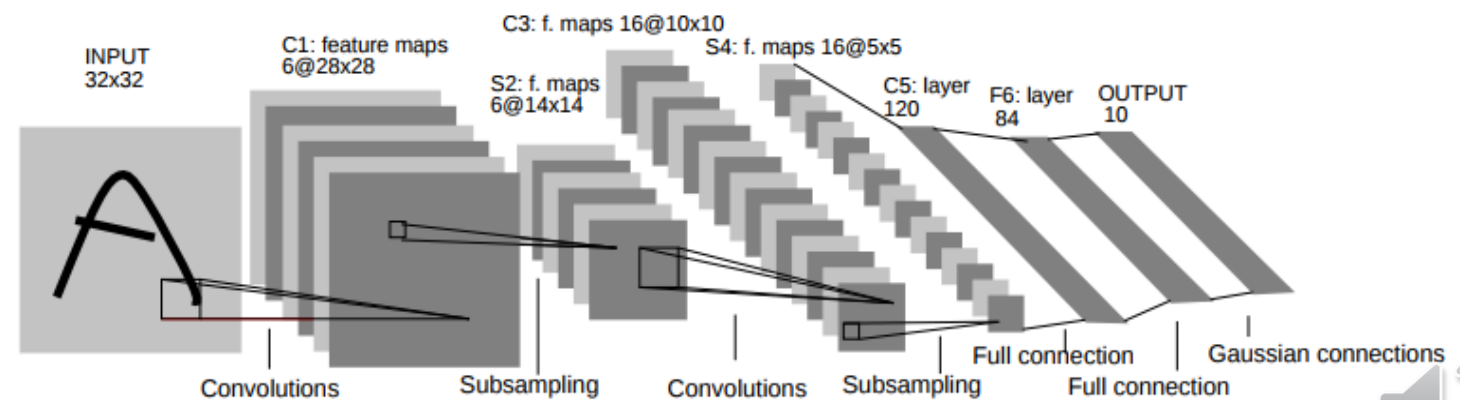 INPUT
32x32
C1: feature maps
6@28x28
S2: f. maps
6@14x14
C3: f. maps 16@10x10
S4: f. maps 16@5x5
C5: layer
120
F6: layer
84
OUTPUT
10
Convolutions
Subsampling
Convolutions
Subsampling
Full connection
Full connection
Gaussian connections